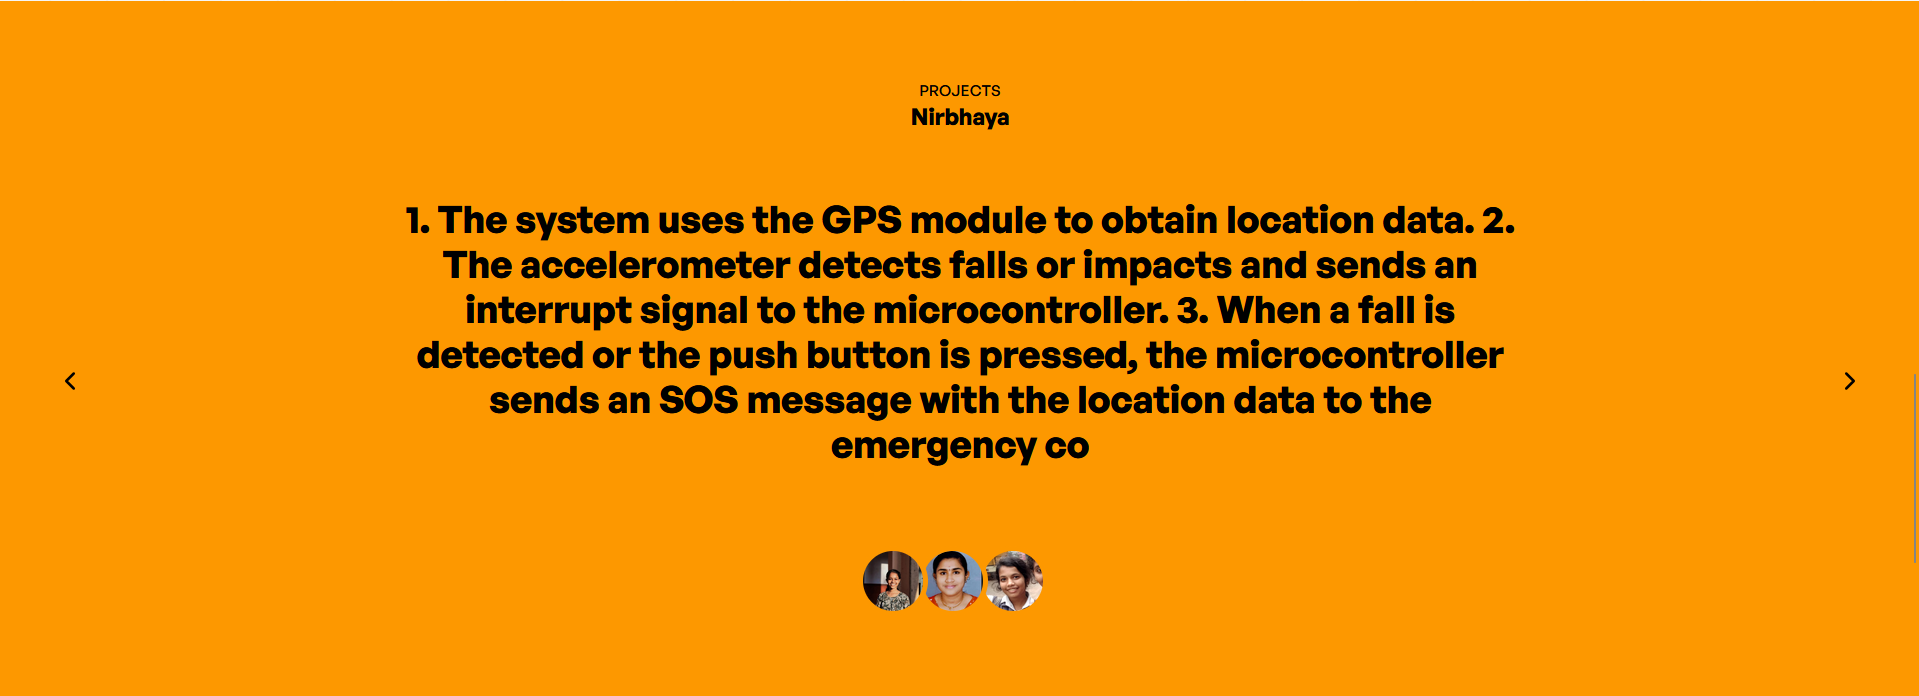 PROJECTS
Nirbhaya
1. The system uses the GPS module to obtain location data. 2.
The accelerometer detects falls or impacts and sends an
interrupt signal to the microcontroller. 3. When a fall is
detected or the push button is pressed, the microcontroller
sends an SOS message with the location data to the
emergency co